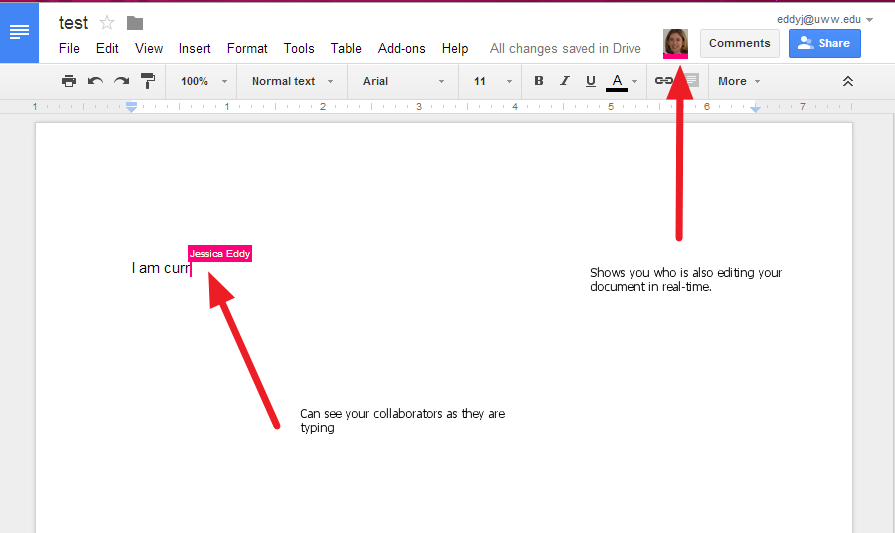 test
eddyj@uww.edu
File Edit View Insert Format Tools Table Add-ons Help All changes saved in Drive
Comments
Share
100% Normal text Arial 11 B I U A More
1 1 2 3 4 5 6 7
Jessica Eddy
I am curr
Shows you who is also editing your
document in real-time.
Can see your collaborators as they are
typing